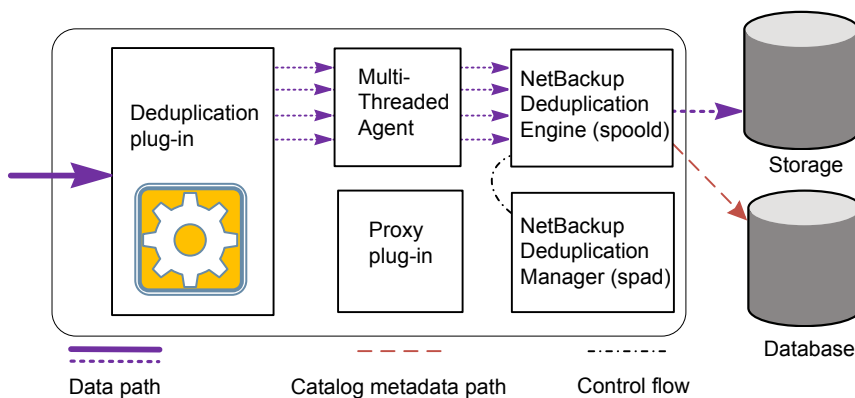 Deduplication
plug-in
Multi-
Threaded
Agent
NetBackup
Deduplication
Engine (spoold)
Storage
Proxy
plug-in
NetBackup
Deduplication
Manager (spad)
Database
Data path
Catalog metadata path
Control flow